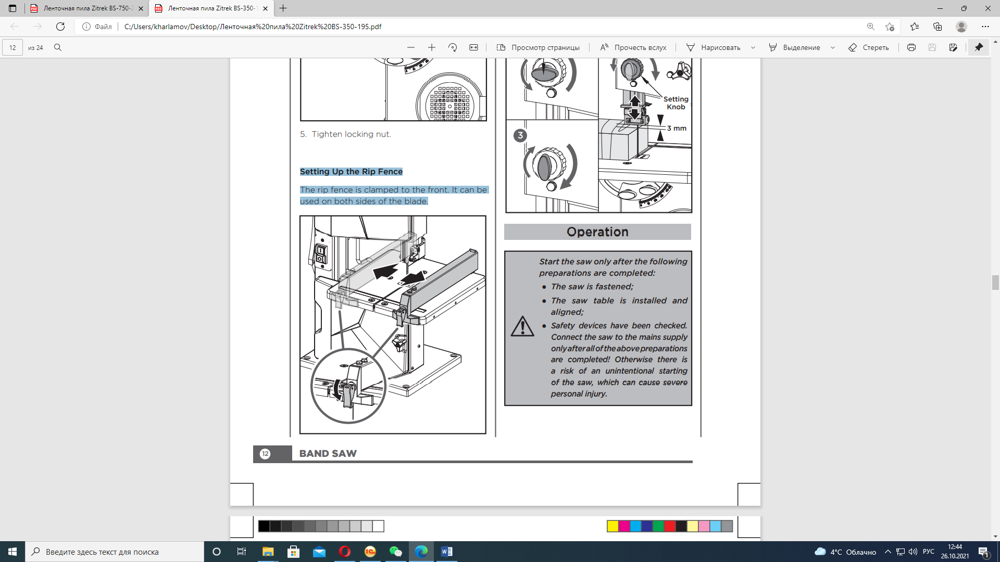 Ленточная пила Zitrek BS-750-2
Ленточная пила Zitrek BS-350-1
Файл
C:/Users/kharlamov/Desktop/Ленточная%20пила%20Zitrek%20BS-350-195.pdf
12
из 24
Просмотр страницы
Прочесть вслух
Нарисовать
Выделение
Стереть
5. Tighten locking nut.
Setting Up the Rip Fence
The rip fence is clamped to the front. It can be
used on both sides of the blade.
Setting
Knob
3 mm
3
Operation
Start the saw only after the following
preparations are completed:
● The saw is fastened;
● The saw table is installed and
aligned;
● Safety devices have been checked.
Connect the saw to the mains supply
only after all of the above preparations
are completed! Otherwise there is
a risk of an unintentional starting
of the saw, which can cause severe
personal injury.
12
BAND SAW
Введите здесь текст для поиска
4°C Облачно
РУС
12:44
26.10.2021
1